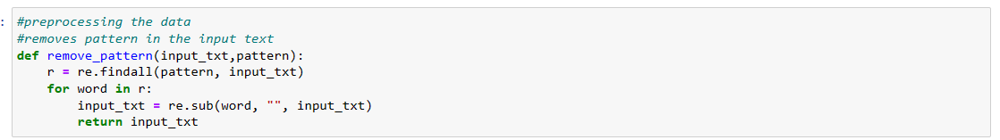 :
#preprocessing the data
#removes pattern in the input text
def remove_pattern(input_txt,pattern):
    r = re.findall(pattern, input_txt)
    for word in r:
        input_txt = re.sub(word, "", input_txt)
        return input_txt